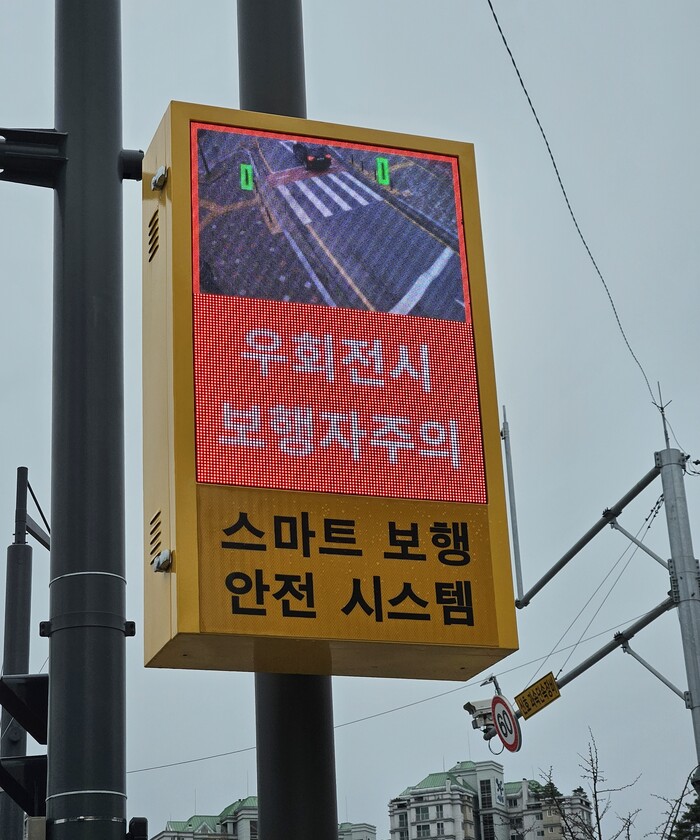 우회전시
보행자주의
스마트 보행
안전 시스템
60